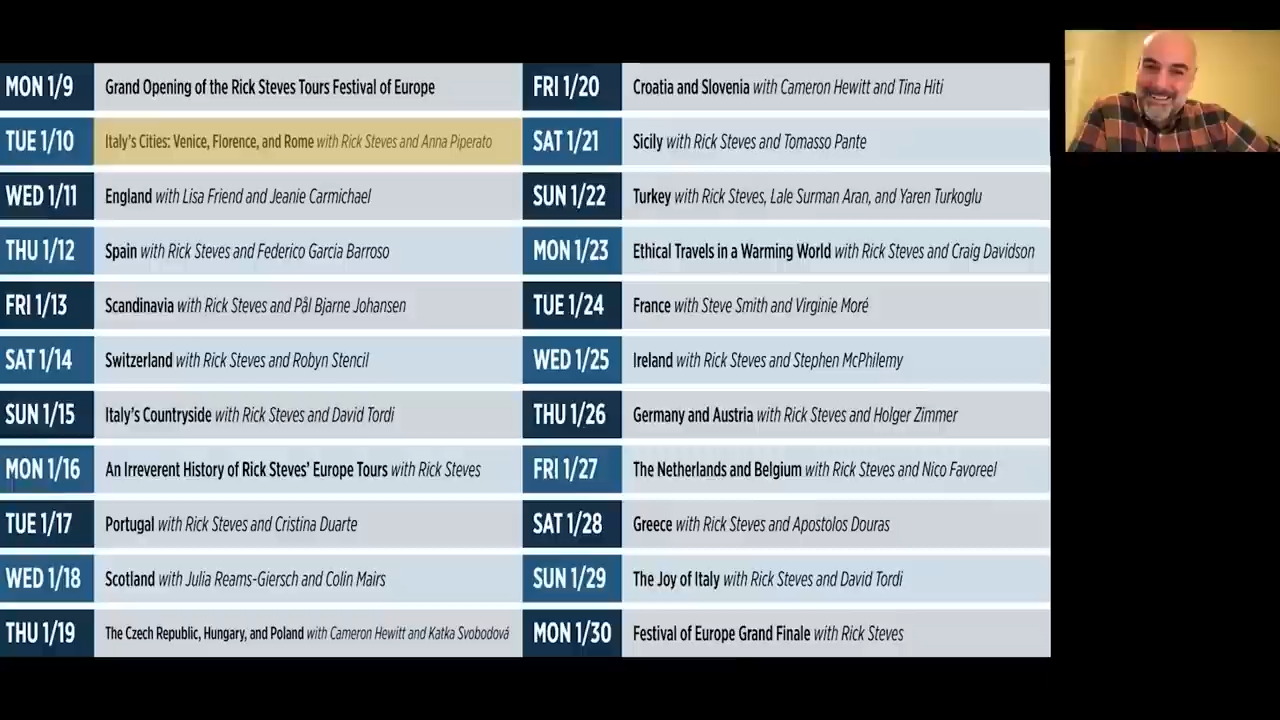 MON 1/9 Grand Opening of the Rick Steves Tours Festival of Europe
TUE 1/10 Italy's Cities: Venice, Florence, and Rome with Rick Steves and Anna Piperato
WED 1/11 England with Lisa Friend and Jeanie Carmichael
THU 1/12 Spain with Rick Steves and Federico Garcia Barroso
FRI 1/13 Scandinavia with Rick Steves and Pål Bjarne Johansen
SAT 1/14 Switzerland with Rick Steves and Robyn Stencil
SUN 1/15 Italy's Countryside with Rick Steves and David Tordi
MON 1/16 An Irreverent History of Rick Steves' Europe Tours with Rick Steves
TUE 1/17 Portugal with Rick Steves and Cristina Duarte
WED 1/18 Scotland with Julia Reams-Giersch and Colin Mairs
THU 1/19 The Czech Republic, Hungary, and Poland with Cameron Hewitt and Katka Svobodová
FRI 1/20 Croatia and Slovenia with Cameron Hewitt and Tina Hiti
SAT 1/21 Sicily with Rick Steves and Tomasso Pante
SUN 1/22 Turkey with Rick Steves, Lale Surman Aran, and Yaren Turkoglu
MON 1/23 Ethical Travels in a Warming World with Rick Steves and Craig Davidson
TUE 1/24 France with Steve Smith and Virginie Moré
WED 1/25 Ireland with Rick Steves and Stephen McPhilemy
THU 1/26 Germany and Austria with Rick Steves and Holger Zimmer
FRI 1/27 The Netherlands and Belgium with Rick Steves and Nico Favoreel
SAT 1/28 Greece with Rick Steves and Apostolos Douras
SUN 1/29 The Joy of Italy with Rick Steves and David Tordi
MON 1/30 Festival of Europe Grand Finale with Rick Steves